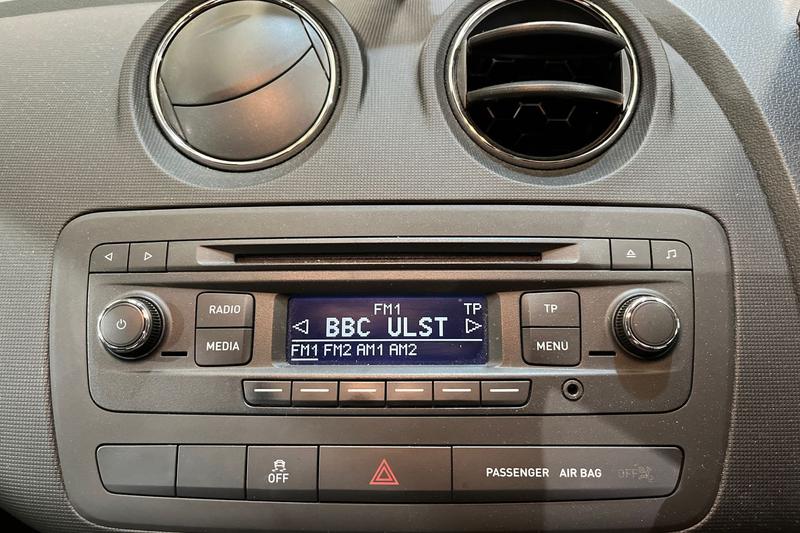 RADIO
MEDIA
FM1 TP
BBC ULST
FM1 FM2 AM1 AM2
TP
MENU
OFF
PASSENGER AIR BAG OFF